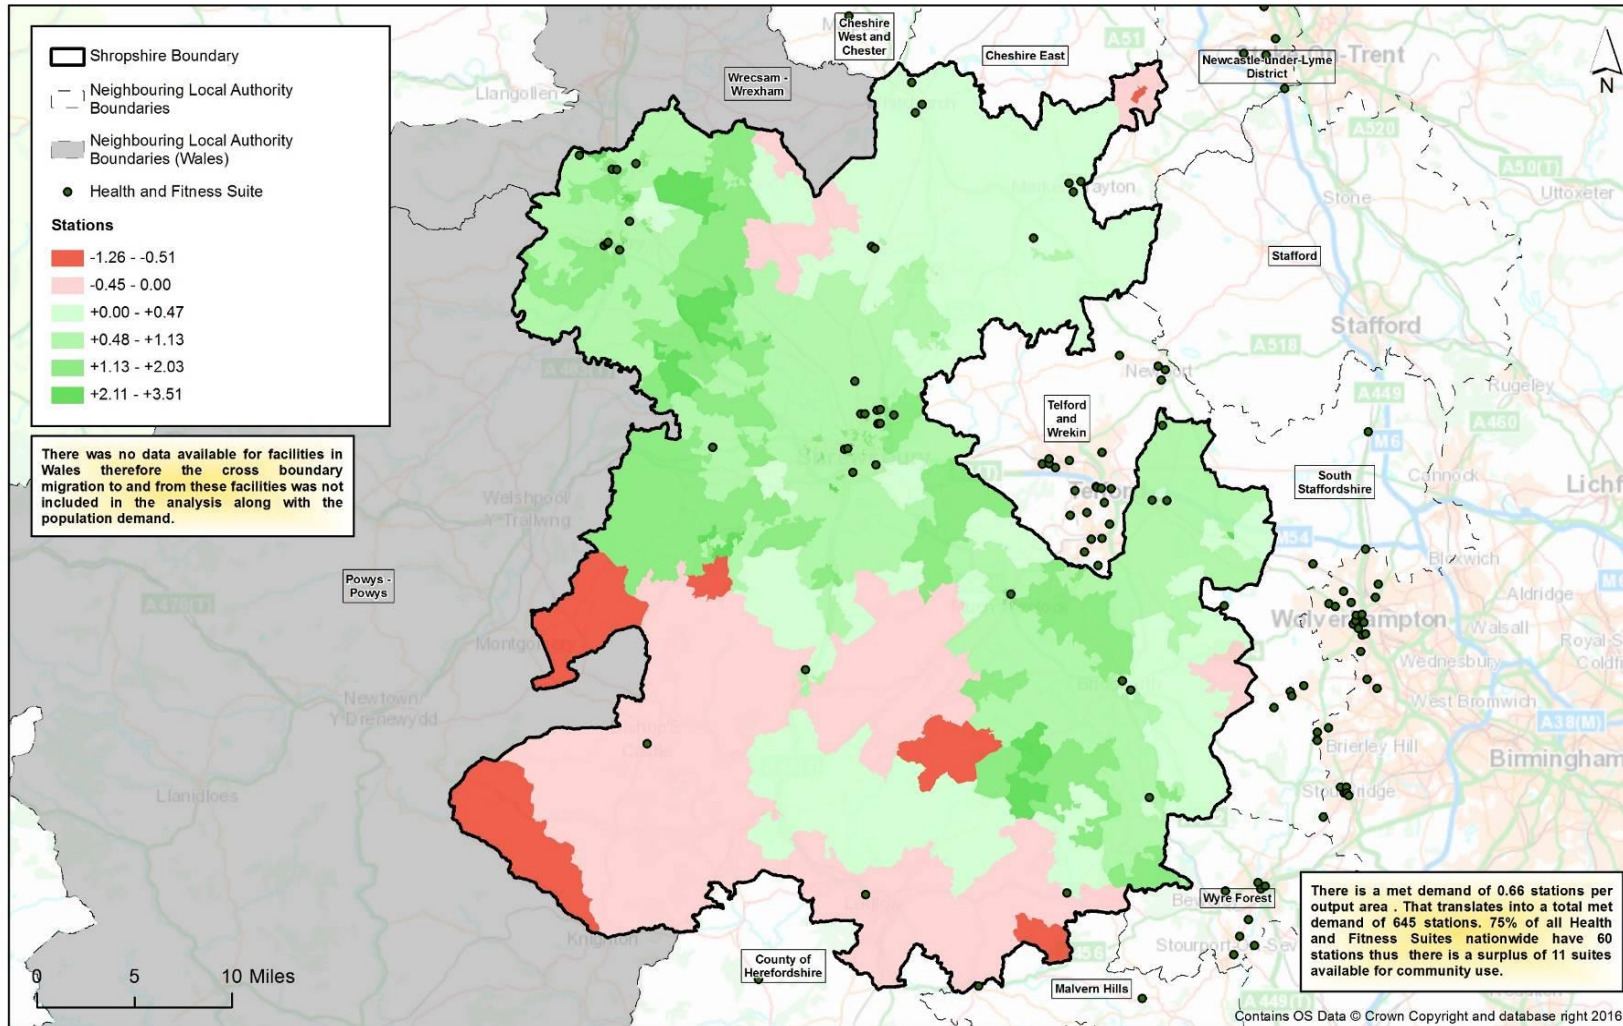 Shropshire Boundary
Neighbouring Local Authority
Boundaries
Neighbouring Local Authority
Boundaries (Wales)
Health and Fitness Suite
Stations
-1.26 - -0.51
-0.45 - 0.00
+0.00 - +0.47
+0.48 - +1.13
+1.13 - +2.03
+2.11 - +3.51
There was no data available for facilities in
Wales therefore the cross boundary
migration to and from these facilities was not
included in the analysis along with the
population demand.
Cheshire
West and
Chester
Cheshire East
Wrecsam -
Wrexham
Newcastle-under-Lyme
District
N
Llangollen
A51
A520
A50(T)
Stone
Uttoxeter
Stafford
Stafford
A518
A449
Rugeley
A460
M6
Cannock
South
Staffordshire
Telford
and
Wrekin
Welshpool
Y Trallwng
Powys -
Powys
A470(T)
Newtown/
Y Drenewydd
Llanidloes
Knighton
Bloxwich
Aldridge
Wolverhampton
Walsall
Wednesbury
West Bromwich
A38(M)
Brierley Hill
Birmingham
Wyre Forest
County of
Herefordshire
Malvern Hills
A449(T)
0 5 10 Miles
There is a met demand of 0.66 stations per
output area . That translates into a total met
demand of 645 stations. 75% of all Health
and Fitness Suites nationwide have 60
stations thus there is a surplus of 11 suites
available for community use.
Contains OS Data © Crown Copyright and database right 2016